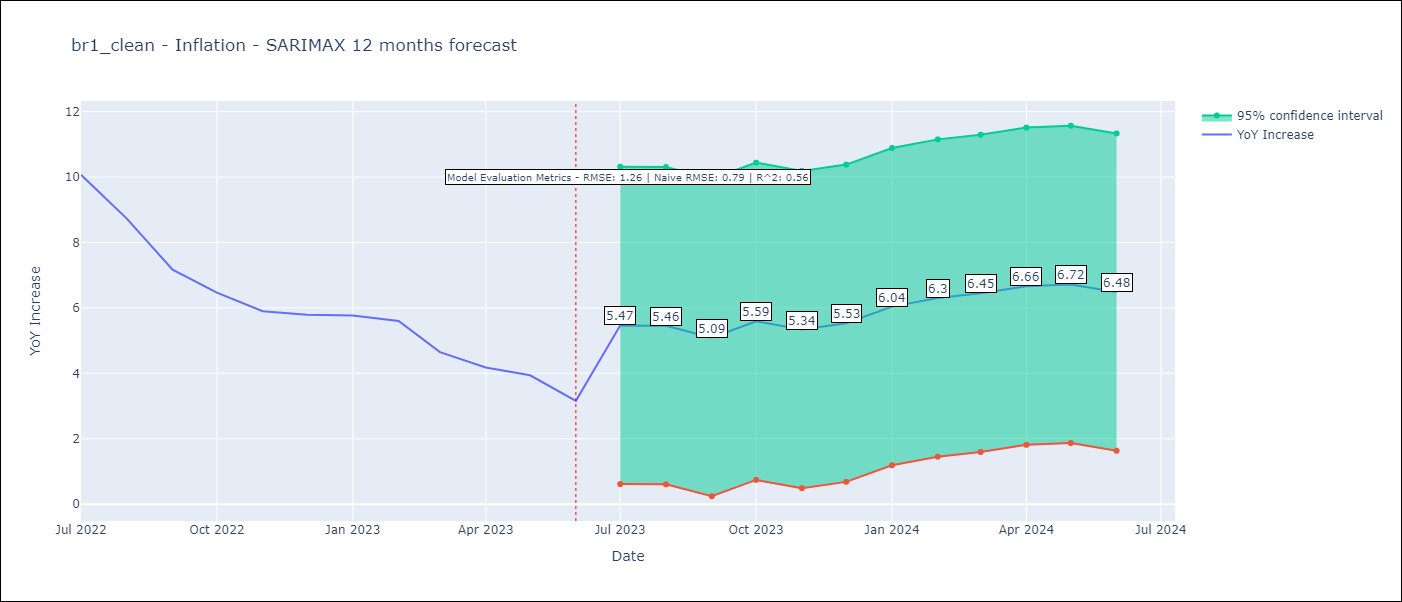 br1_clean - Inflation - SARIMAX 12 months forecast
95% confidence interval
YoY Increase
12
10
8
6
4
2
0
YoY Increase
Model Evaluation Metrics - RMSE: 1.26 | Naive RMSE: 0.79 | R^2: 0.56
5.47
5.46
5.09
5.59
5.34
5.53
6.04
6.3
6.45
6.66
6.72
6.48
Jul 2022
Oct 2022
Jan 2023
Apr 2023
Jul 2023
Oct 2023
Jan 2024
Apr 2024
Jul 2024
Date